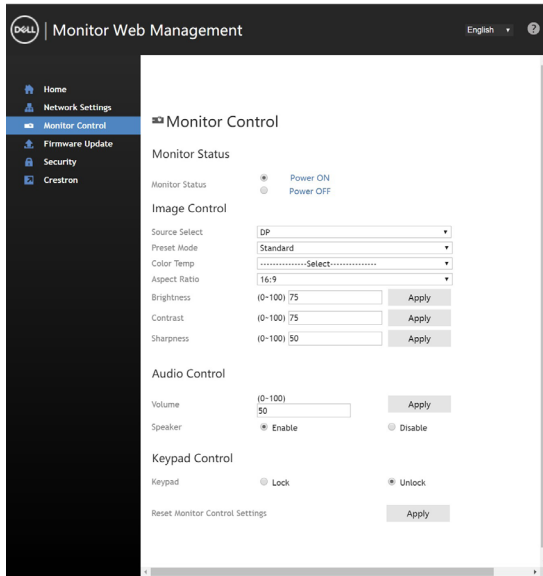 DELL | Monitor Web Management
English
?
Home
Network Settings
Monitor Control
Firmware Update
Security
Crestron
Monitor Control
Monitor Status
Monitor Status
Power ON
Power OFF
Image Control
Source Select DP
Preset Mode Standard
Color Temp ---------------Select---------------
Aspect Ratio 16:9
Brightness (0~100) 75 Apply
Contrast (0~100) 75 Apply
Sharpness (0~100) 50 Apply
Audio Control
(0~100)
Volume 50 Apply
Speaker Enable Disable
Keypad Control
Keypad Lock Unlock
Reset Monitor Control Settings Apply